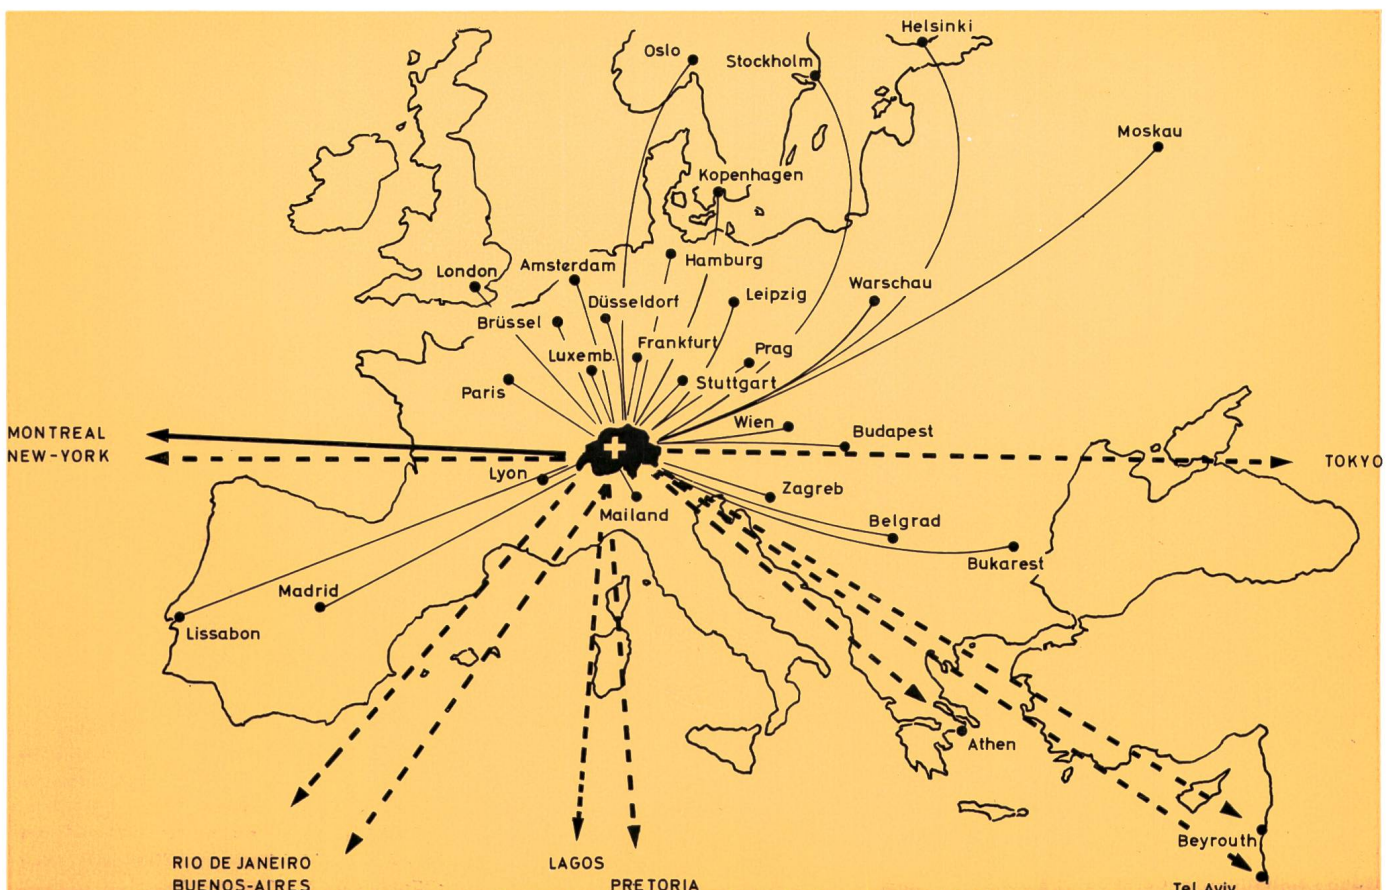 Helsinki
Oslo
Stockholm
Moskau
Kopenhagen
Hamburg
Amsterdam
London
Leipzig
Warschau
Düsseldorf
Brüssel
Frankfurt
Prag
Luxemb.
Stuttgart
Paris
Wien
Budapest
MONTREAL
NEW-YORK
TOKYO
Lyon
Zagreb
Mailand
Belgrad
Bukarest
Madrid
Lissabon
Athen
Beyrouth
RIO DE JANEIRO
BUENOS-AIRES
LAGOS
PRETORIA
Tel Aviv